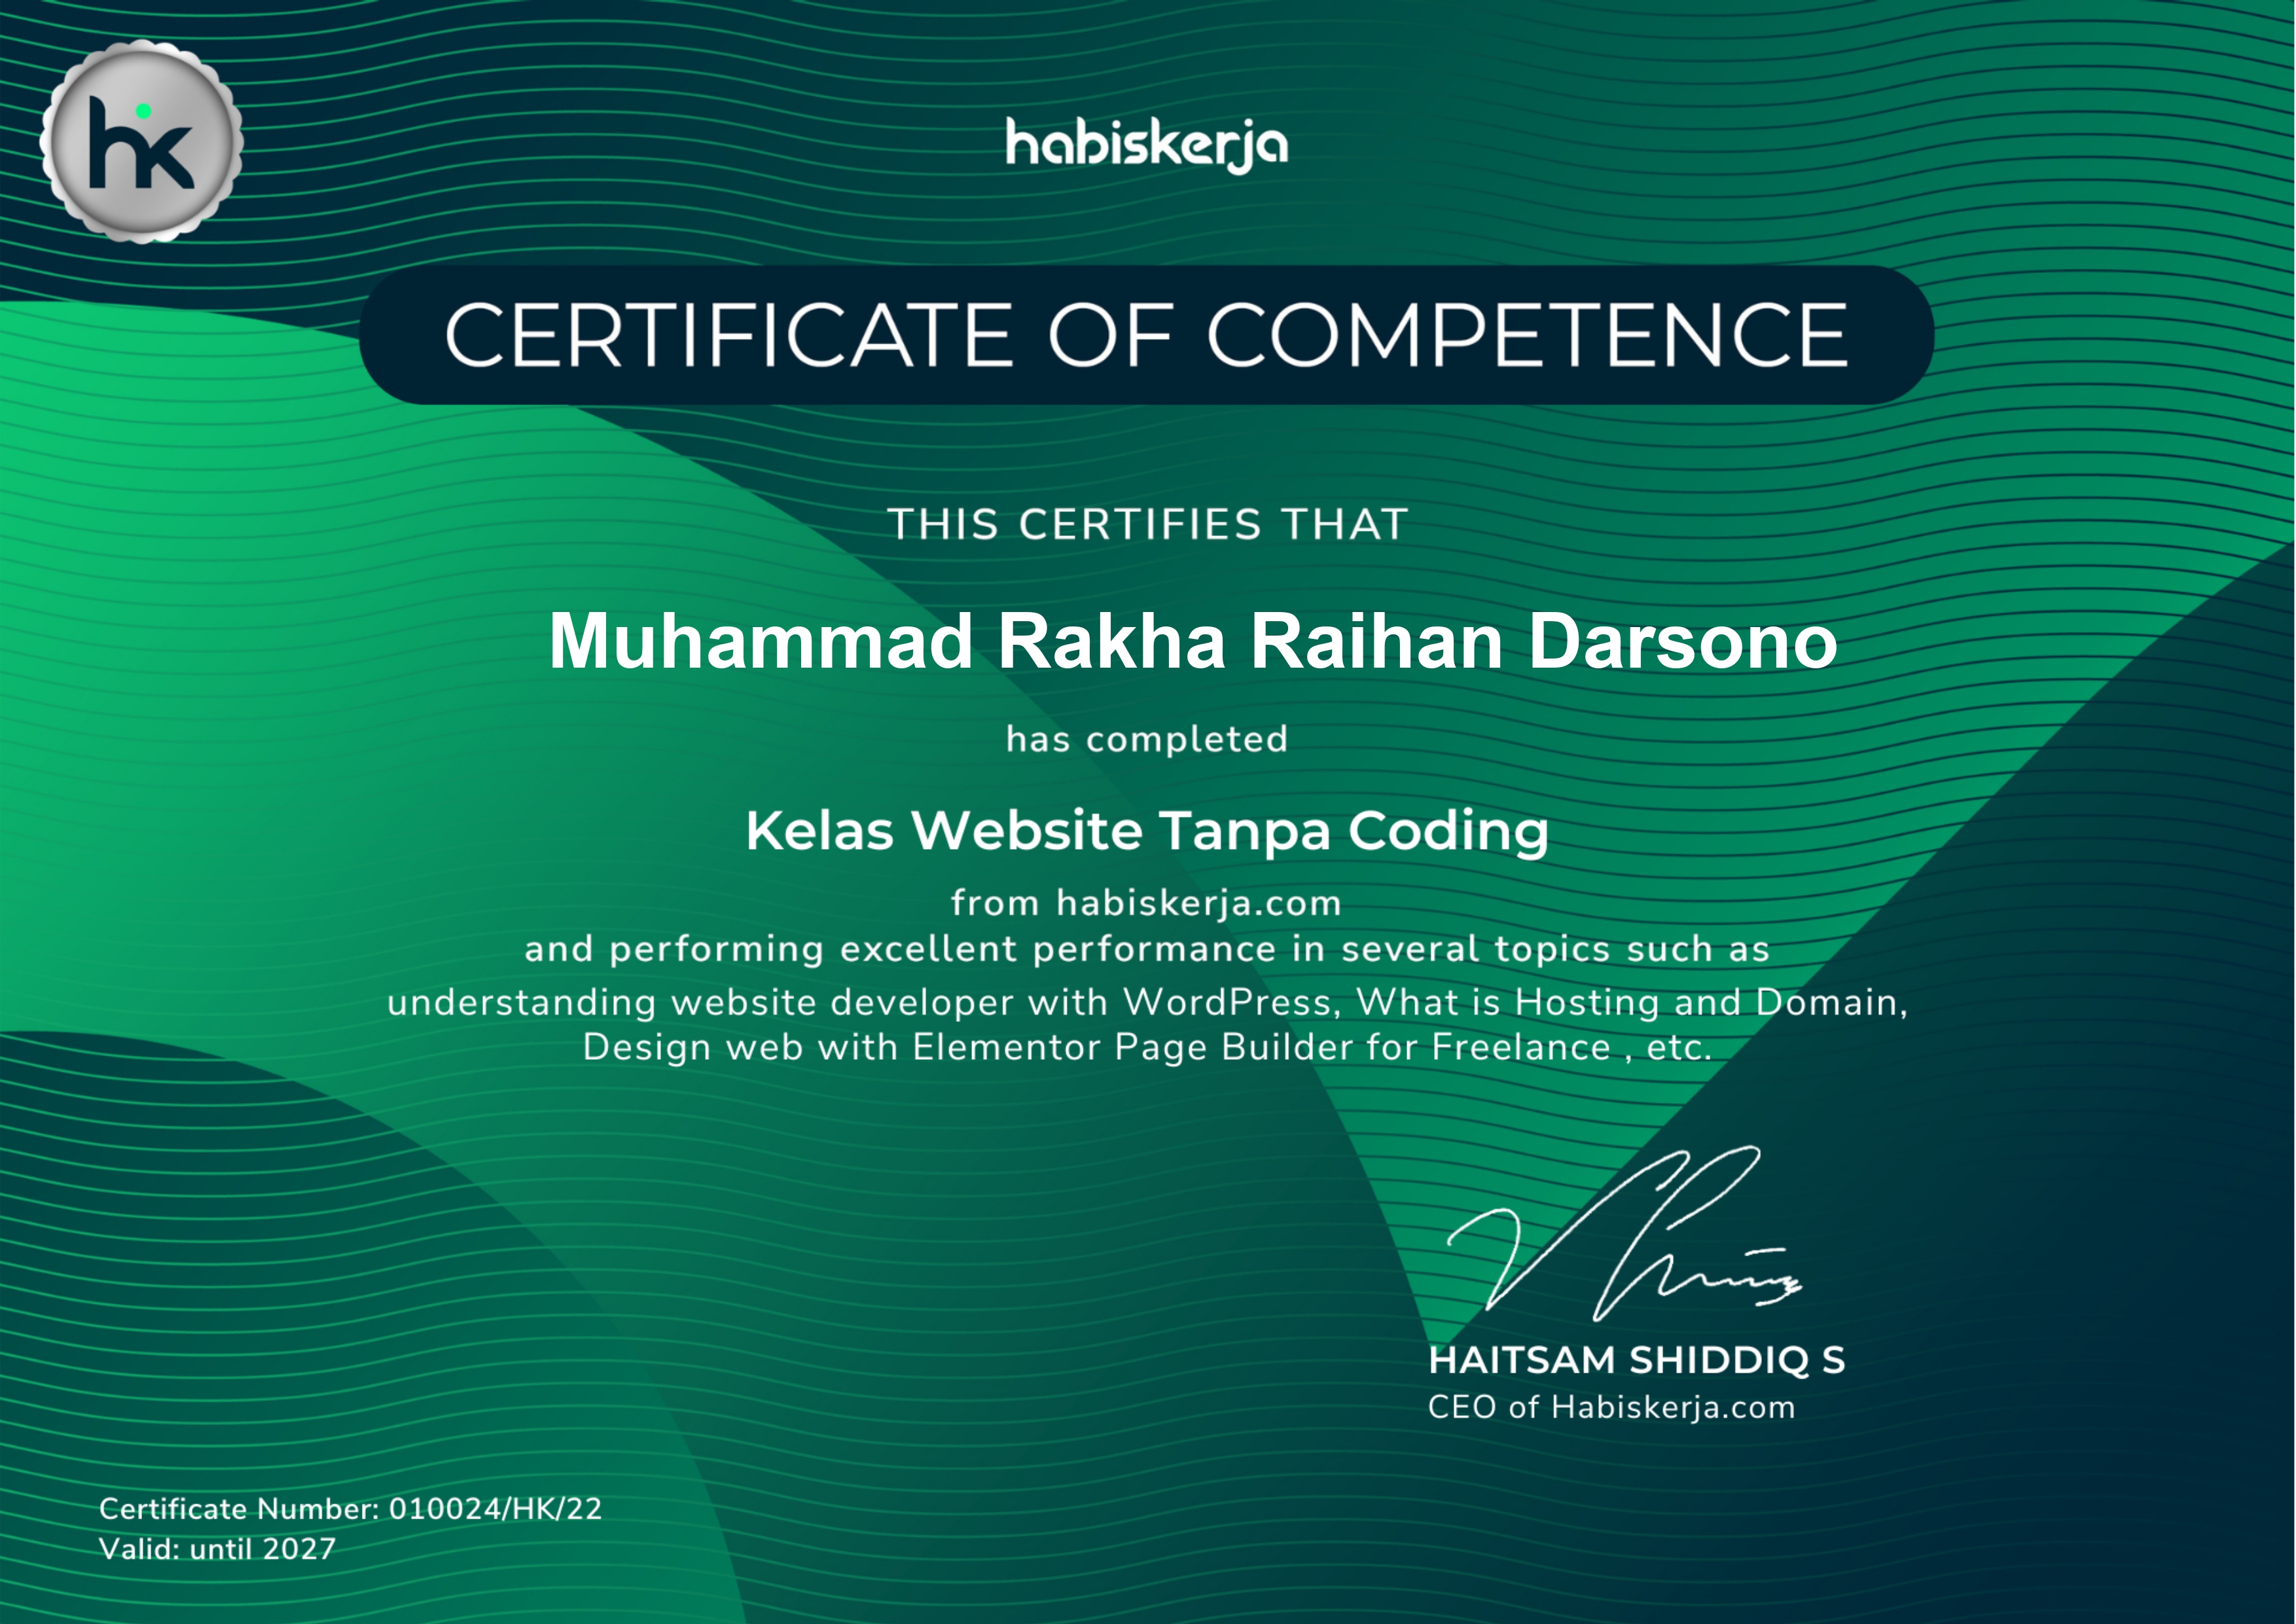 hk
habiskerja
CERTIFICATE OF COMPETENCE
THIS CERTIFIES THAT
Muhammad Rakha Raihan Darsono
has completed
Kelas Website Tanpa Coding
from habiskerja.com
and performing excellent performance in several topics such as
understanding website developer with WordPress, What is Hosting and Domain,
Design web with Elementor Page Builder for Freelance , etc.
HAITSAM SHIDDIQ S
CEO of Habiskerja.com
Certificate Number: 010024/HK/22
Valid: until 2027